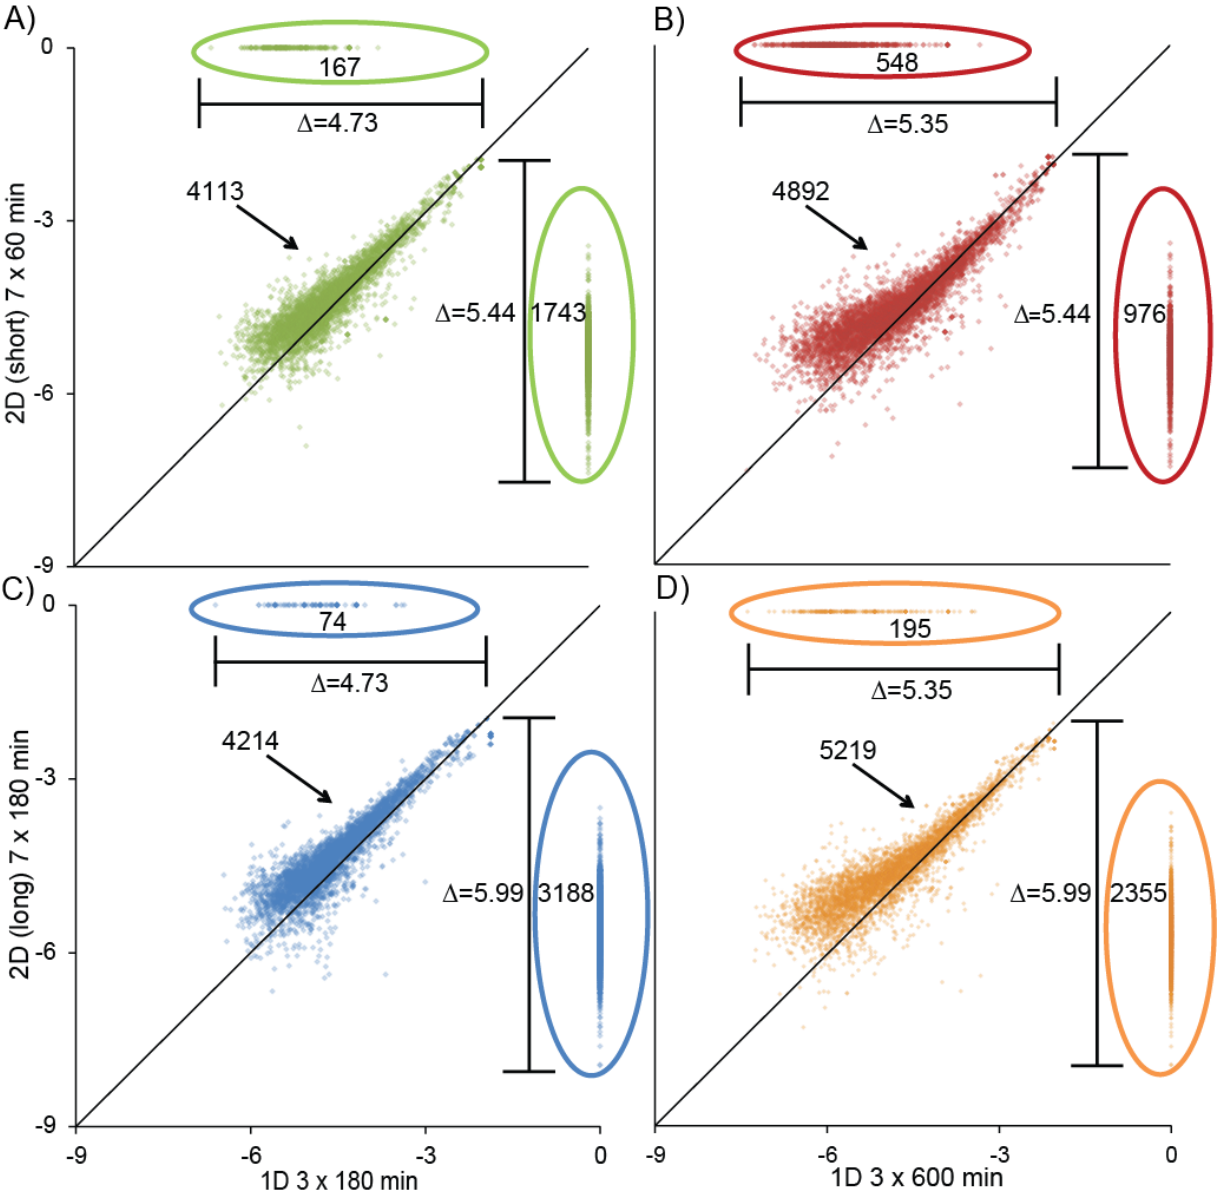 A)
B)
0
167
548
Δ=4.73
Δ=5.35
4113
4892
-3
2D (short) 7 x 60 min
Δ=5.44
1743
Δ=5.44
976
-6
-9
C)
D)
0
74
195
Δ=4.73
Δ=5.35
4214
5219
-3
2D (long) 7 x 180 min
Δ=5.99
3188
Δ=5.99
2355
-6
-9
-9
-6
-3
0
-9
-6
-3
0
1D 3 x 180 min
1D 3 x 600 min